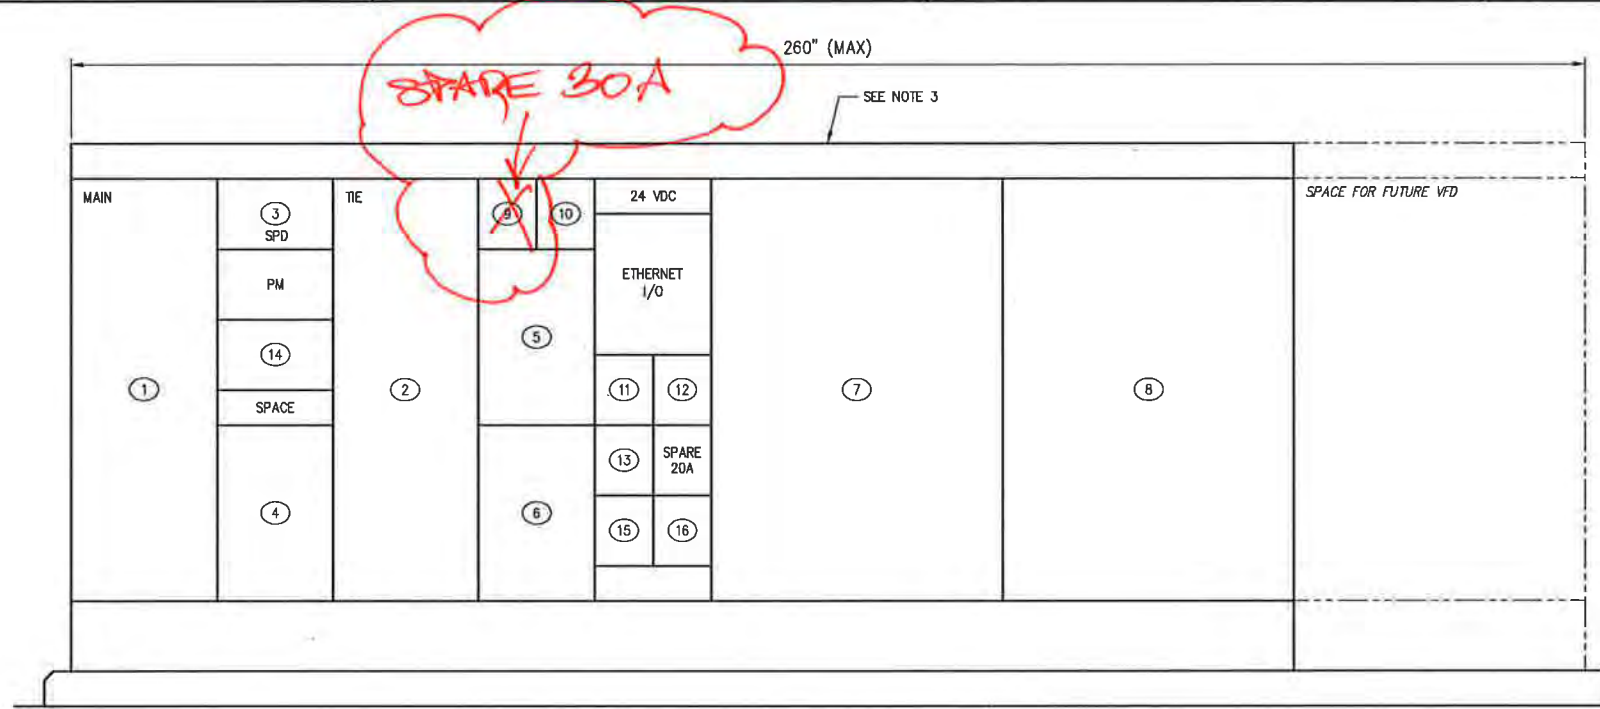 260" (MAX)
SPARE 30A
SEE NOTE 3
MAIN
3
SPD
TIE
9
10
24 VDC
SPACE FOR FUTURE VFD
PM
ETHERNET
I/O
5
14
1
2
11
12
7
8
SPACE
13
SPARE
20A
4
6
15
16